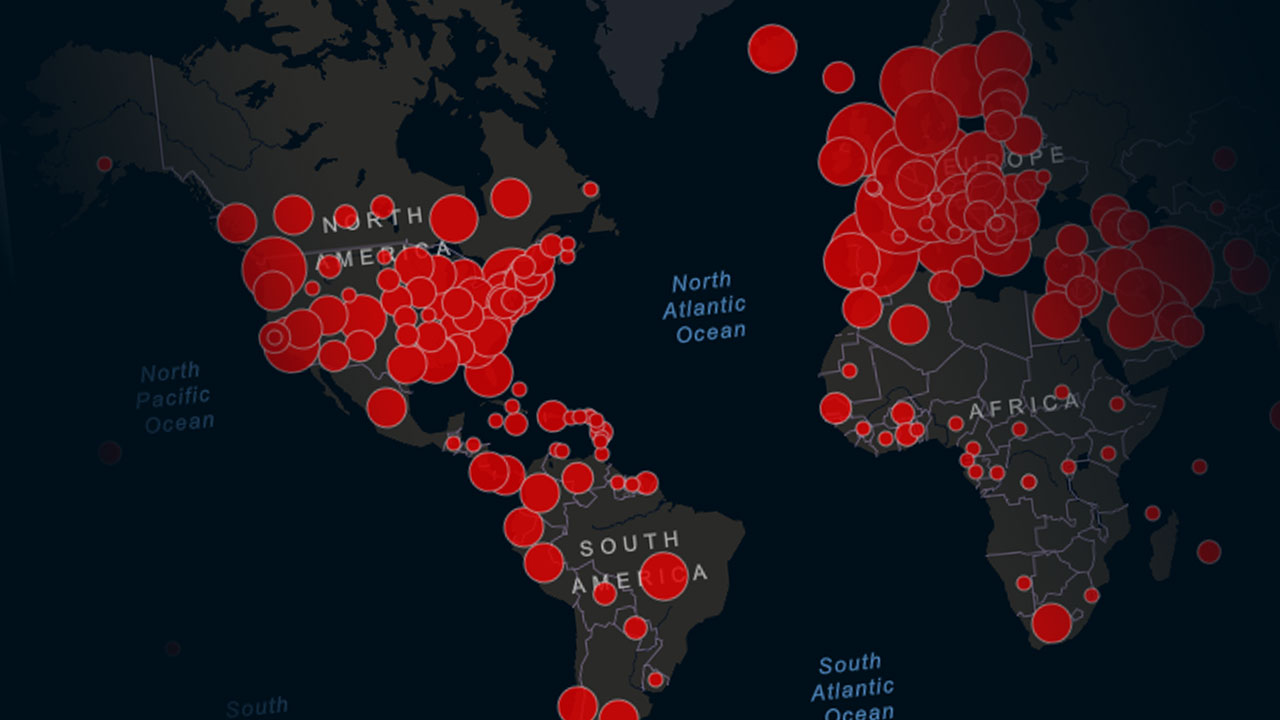 NORTH
AMERICA
EUROPE
North
Atlantic
Ocean
North
Pacific
Ocean
AFRICA
SOUTH
AMERICA
South
Atlantic
Ocean
South